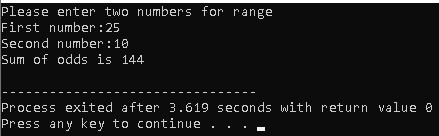 Please enter two numbers for range
First number:25
Second number:10
Sum of odds is 144
--------------------------------
Process exited after 3.619 seconds with return value 0
Press any key to continue . . .